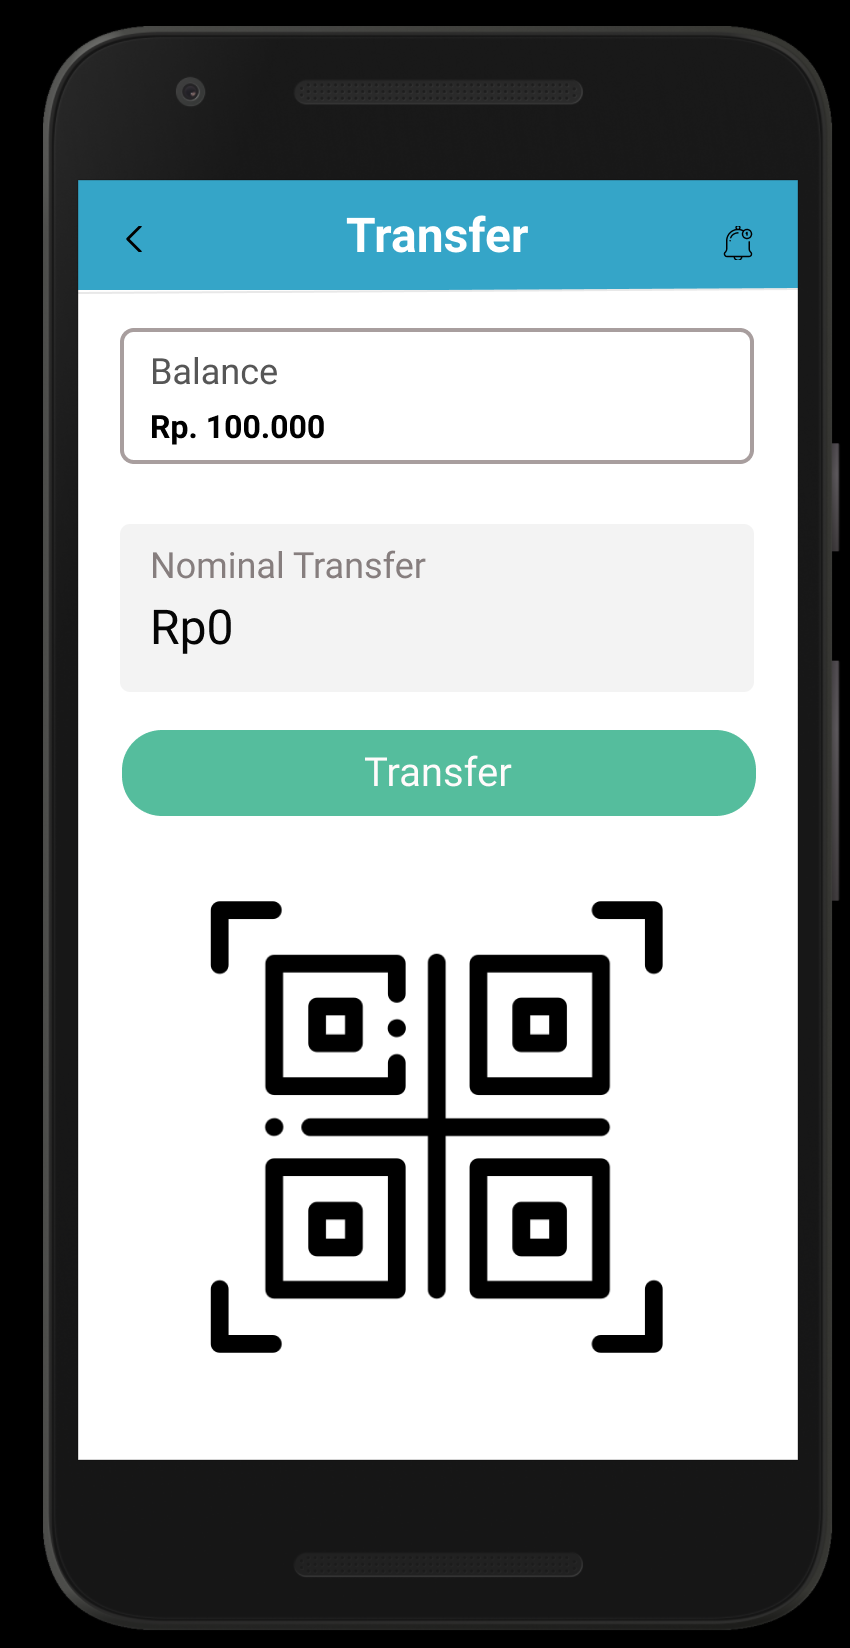 Transfer
Balance
Rp. 100.000
Nominal Transfer
Rp0
Transfer